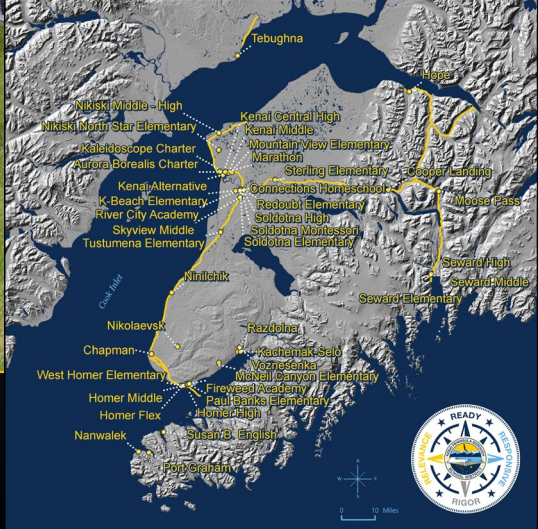 Tebughna
Hope
Nikiski Middle - High
Nikiski North Star Elementary
Kaleidoscope Charter
Aurora Borealis Charter
Kenai Central High
Kenai Middle
Mountain View Elementary
Marathon
Sterling Elementary
Cooper Landing
Kenai Alternative
K-Beach Elementary
River City Academy
Skyview Middle
Tustumena Elementary
Connections Homeschool
Redoubt Elementary
Soldotna High
Soldotna Montessori
Soldotna Elementary
Moose Pass
Seward High
Seward Middle
Seward Elementary
Cook Inlet
Ninilchik
Nikolaevsk
Chapman
Razdolna
Kachemak-Selo
Voznesenka
McNeil Canyon Elementary
West Homer Elementary
Homer Middle
Homer Flex
Fireweed Academy
Paul Banks Elementary
Homer High
Nanwalek
Susan B. English
Port Graham
N
W
E
S
0 10 Miles
READY
RELEVANCE
RESPONSIVE
RIGOR